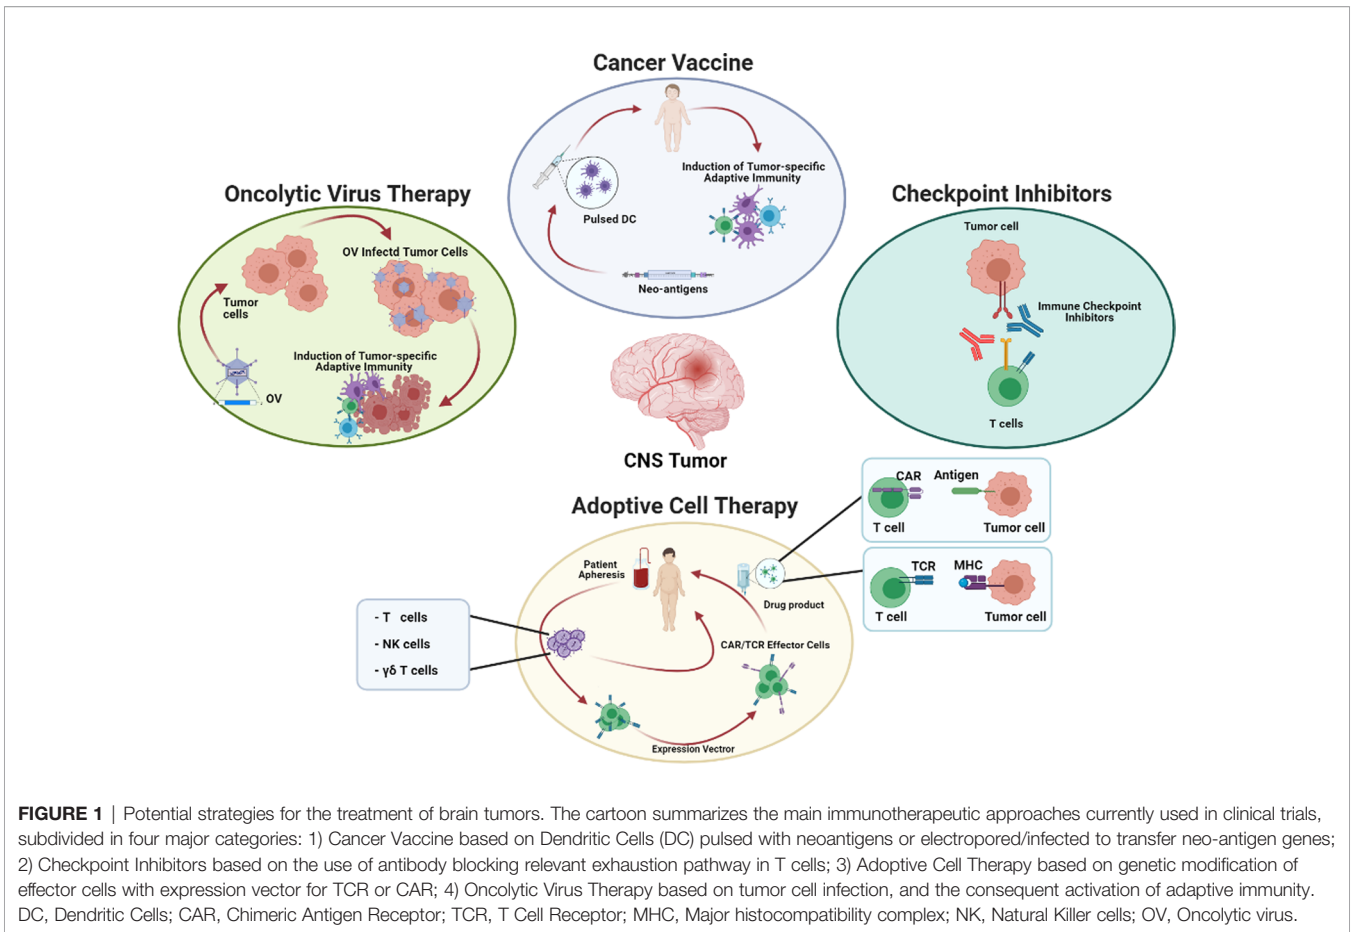 Cancer Vaccine
Induction of Tumor-specific
Adaptive Immunity
Pulsed DC
Neo-antigens
Oncolytic Virus Therapy
OV Infectd Tumor Cells
Tumor
cells
Induction of Tumor-specific
Adaptive Immunity
OV
Checkpoint Inhibitors
Tumor cell
Immune Checkpoint
Inhibitors
T cells
CNS Tumor
Adoptive Cell Therapy
Patient
Apheresis
Drug product
CAR/TCR Effector Cells
Expression Vectror
- T cells
- NK cells
- γδ T cells
CAR
Antigen
T cell
Tumor cell
TCR
MHC
T cell
Tumor cell
FIGURE 1 | Potential strategies for the treatment of brain tumors. The cartoon summarizes the main immunotherapeutic approaches currently used in clinical trials,
subdivided in four major categories: 1) Cancer Vaccine based on Dendritic Cells (DC) pulsed with neoantigens or electropored/infected to transfer neo-antigen genes;
2) Checkpoint Inhibitors based on the use of antibody blocking relevant exhaustion pathway in T cells; 3) Adoptive Cell Therapy based on genetic modification of
effector cells with expression vector for TCR or CAR; 4) Oncolytic Virus Therapy based on tumor cell infection, and the consequent activation of adaptive immunity.
DC, Dendritic Cells; CAR, Chimeric Antigen Receptor; TCR, T Cell Receptor; MHC, Major histocompatibility complex; NK, Natural Killer cells; OV, Oncolytic virus.